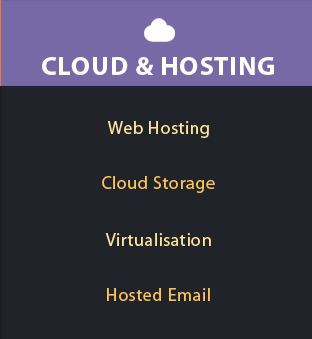 CLOUD & HOSTING
Web Hosting
Cloud Storage
Virtualisation
Hosted Email